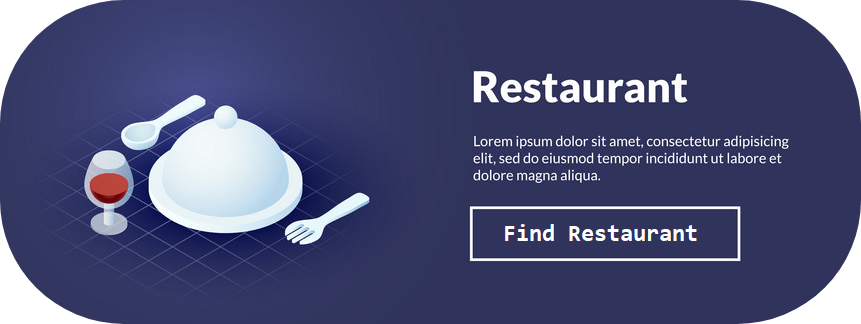 Restaurant
Lorem ipsum dolor sit amet, consectetur adipisicing
elit, sed do eiusmod tempor incididunt ut labore et
dolore magna aliqua.
Find Restaurant